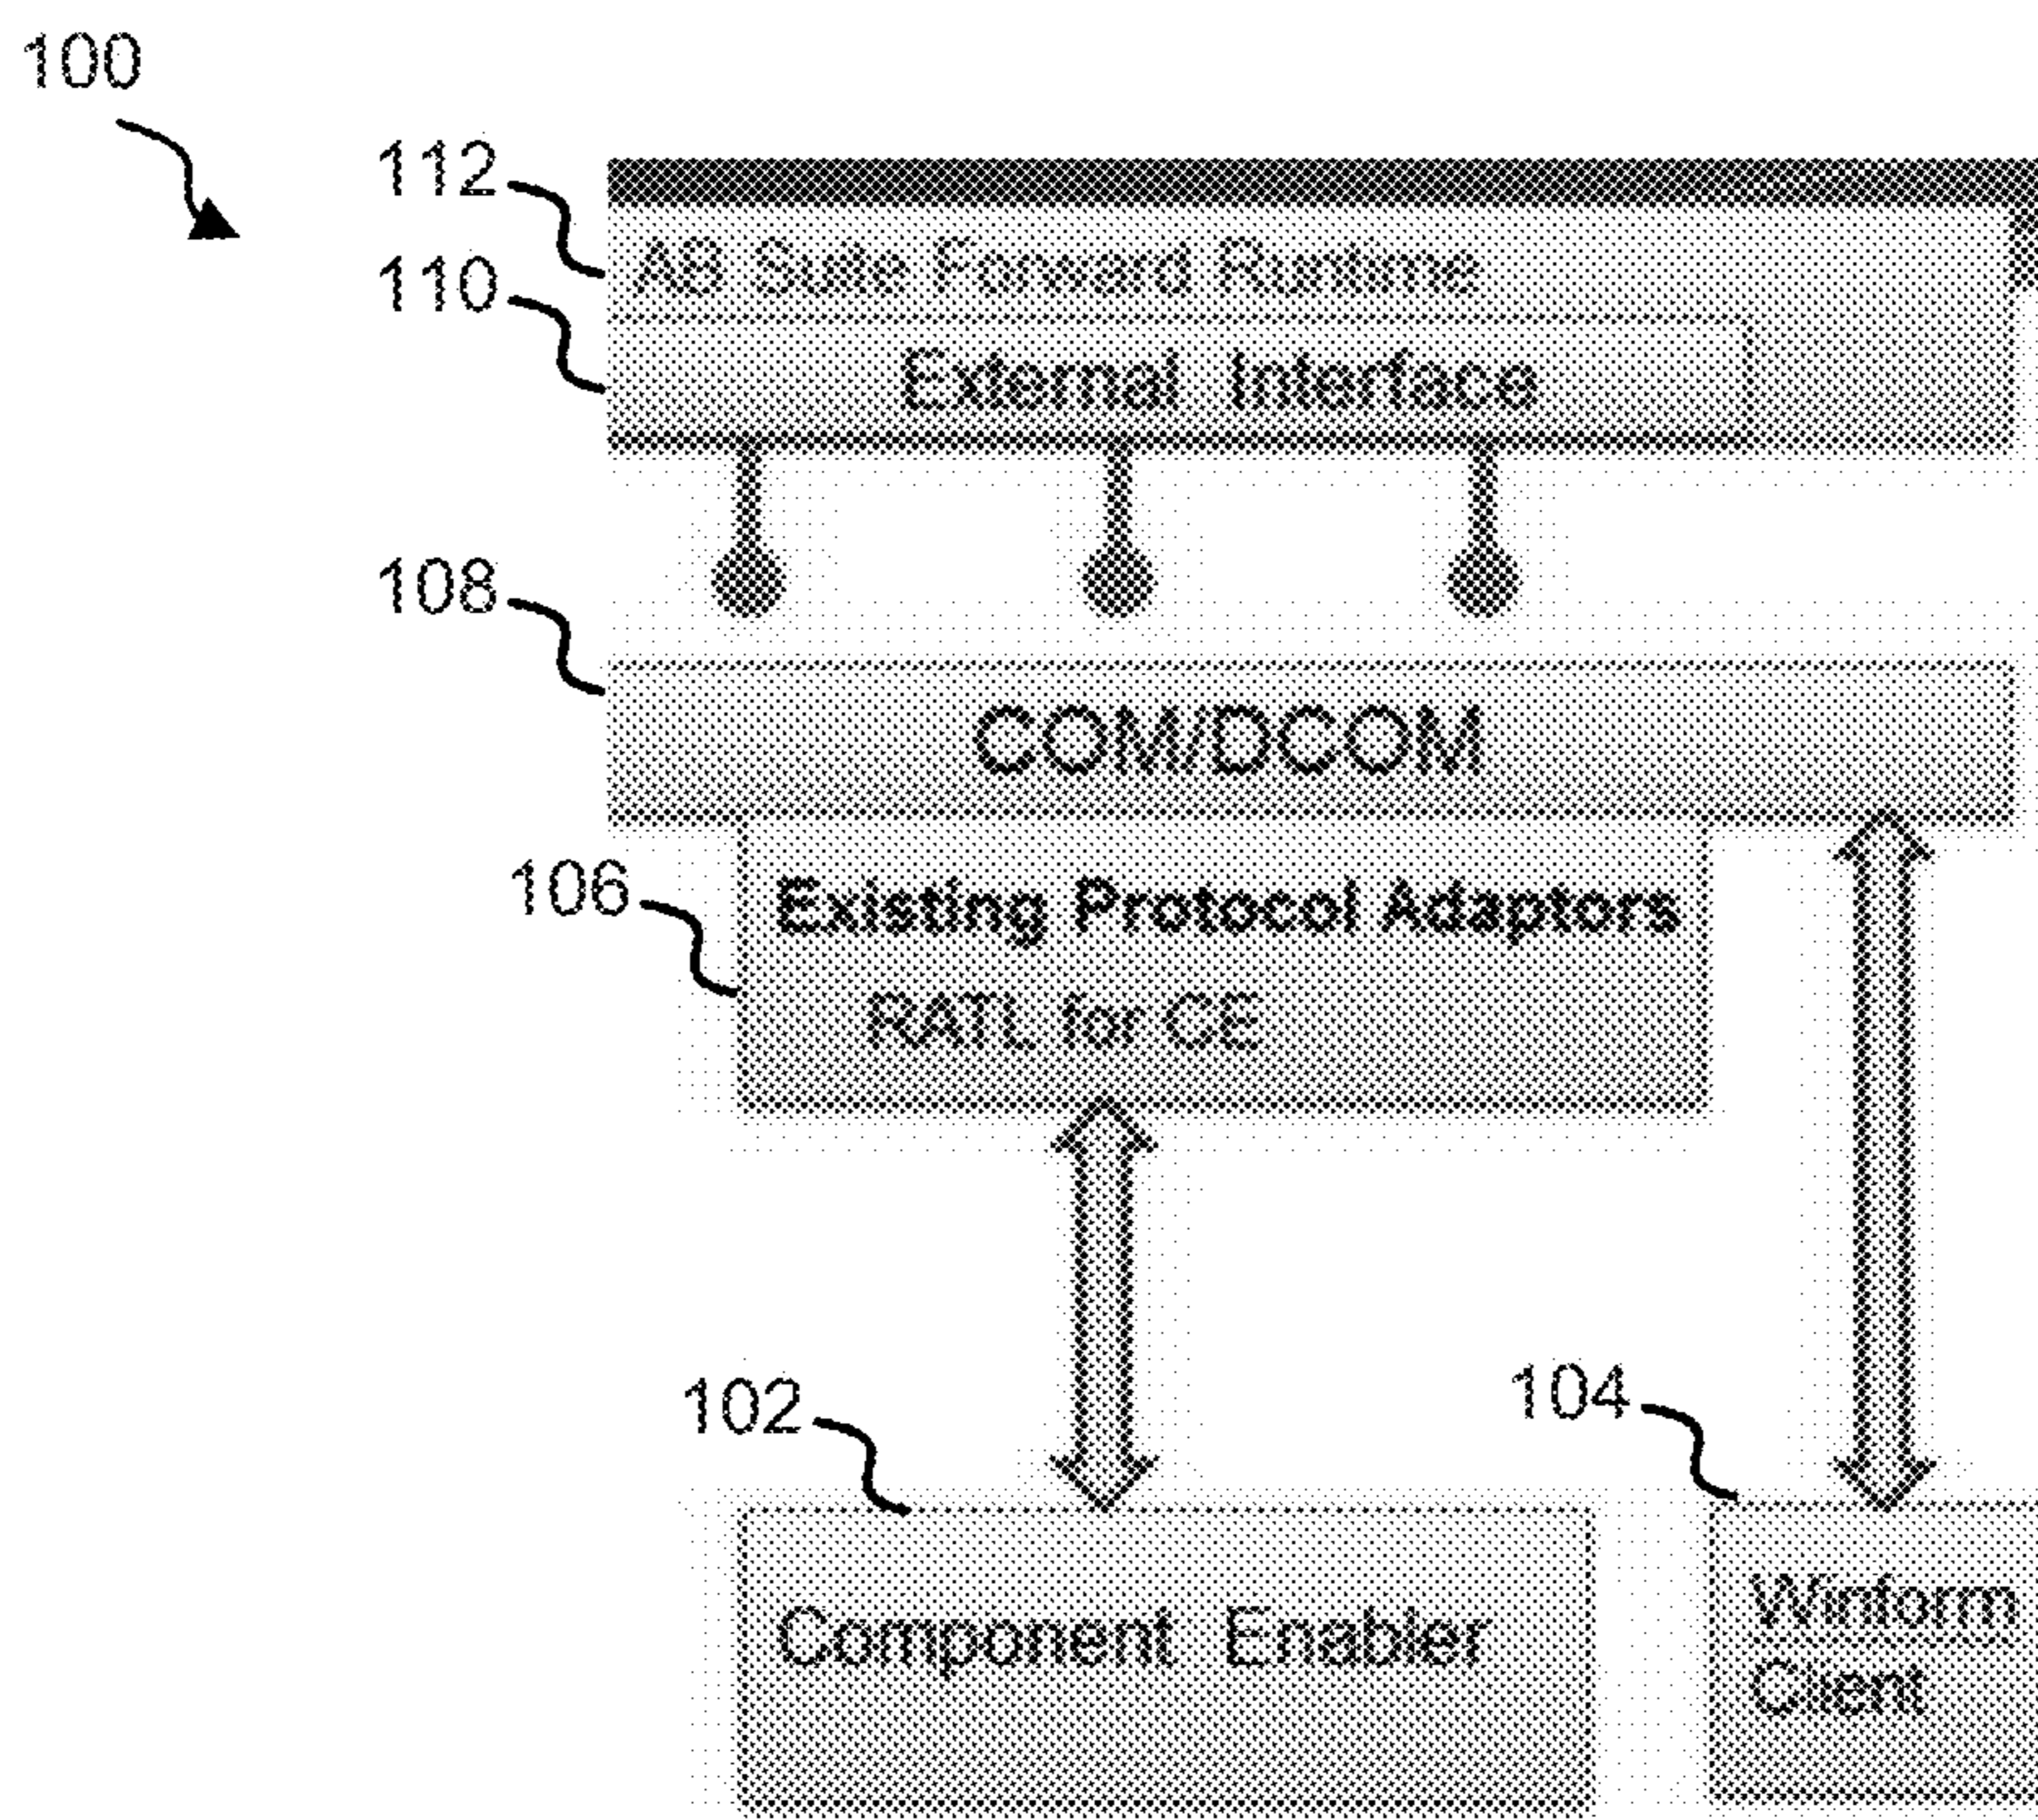 100
112
AB Suite Forward Runtime
110
External Interface
108
COM/DCOM
106
Existing Protocol Adaptors
RATL for CE
102
104
Component Enabler
Winform
Client